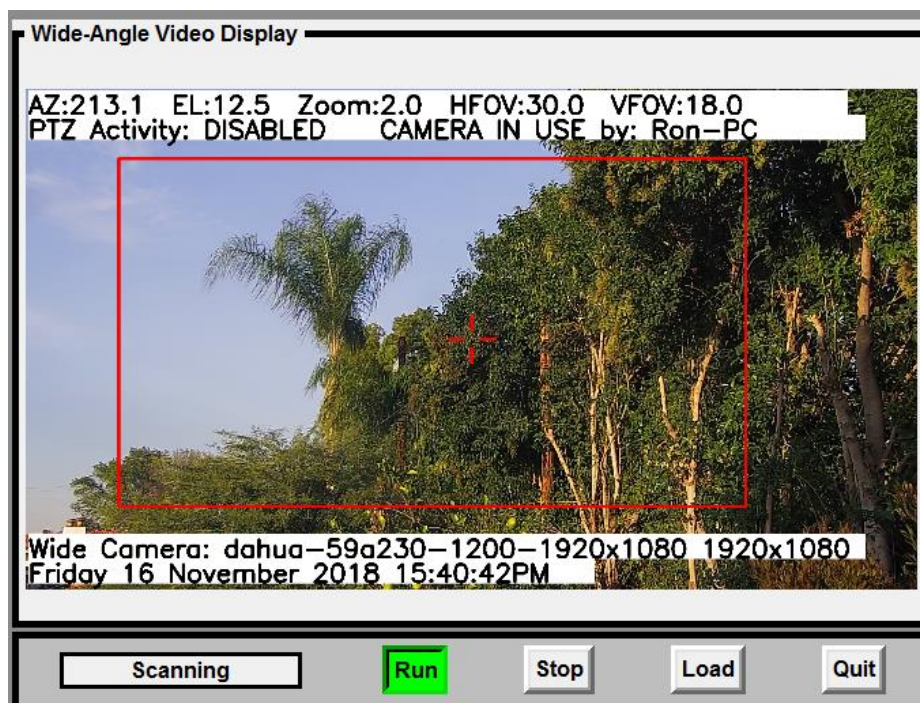 Wide-Angle Video Display
AZ:213.1 EL:12.5 Zoom:2.0 HFOV:30.0 VFOV:18.0
PTZ Activity: DISABLED CAMERA IN USE by: Ron-PC
Wide Camera: dahua-59a230-1200-1920x1080 1920x1080
Friday 16 November 2018 15:40:42PM
Scanning Run Stop Load Quit